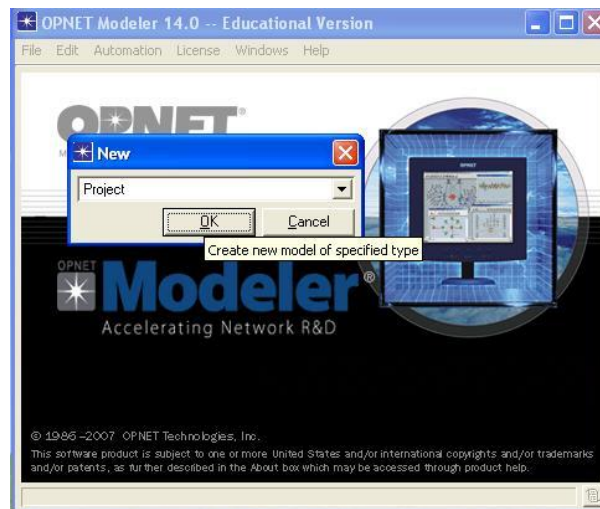 OPNET Modeler 14.0 -- Educational Version
File Edit Automation License Windows Help
OPNET®
New
Project
OK Cancel
Create new model of specified type
OPNET
OPNET
Modeler®
Accelerating Network R&D
© 1986–2007 OPNET Technologies, Inc.
This software product is subject to one or more United States and/or international copyrights and/or trademarks
and/or patents, as further described in the About box which may be accessed through product help.